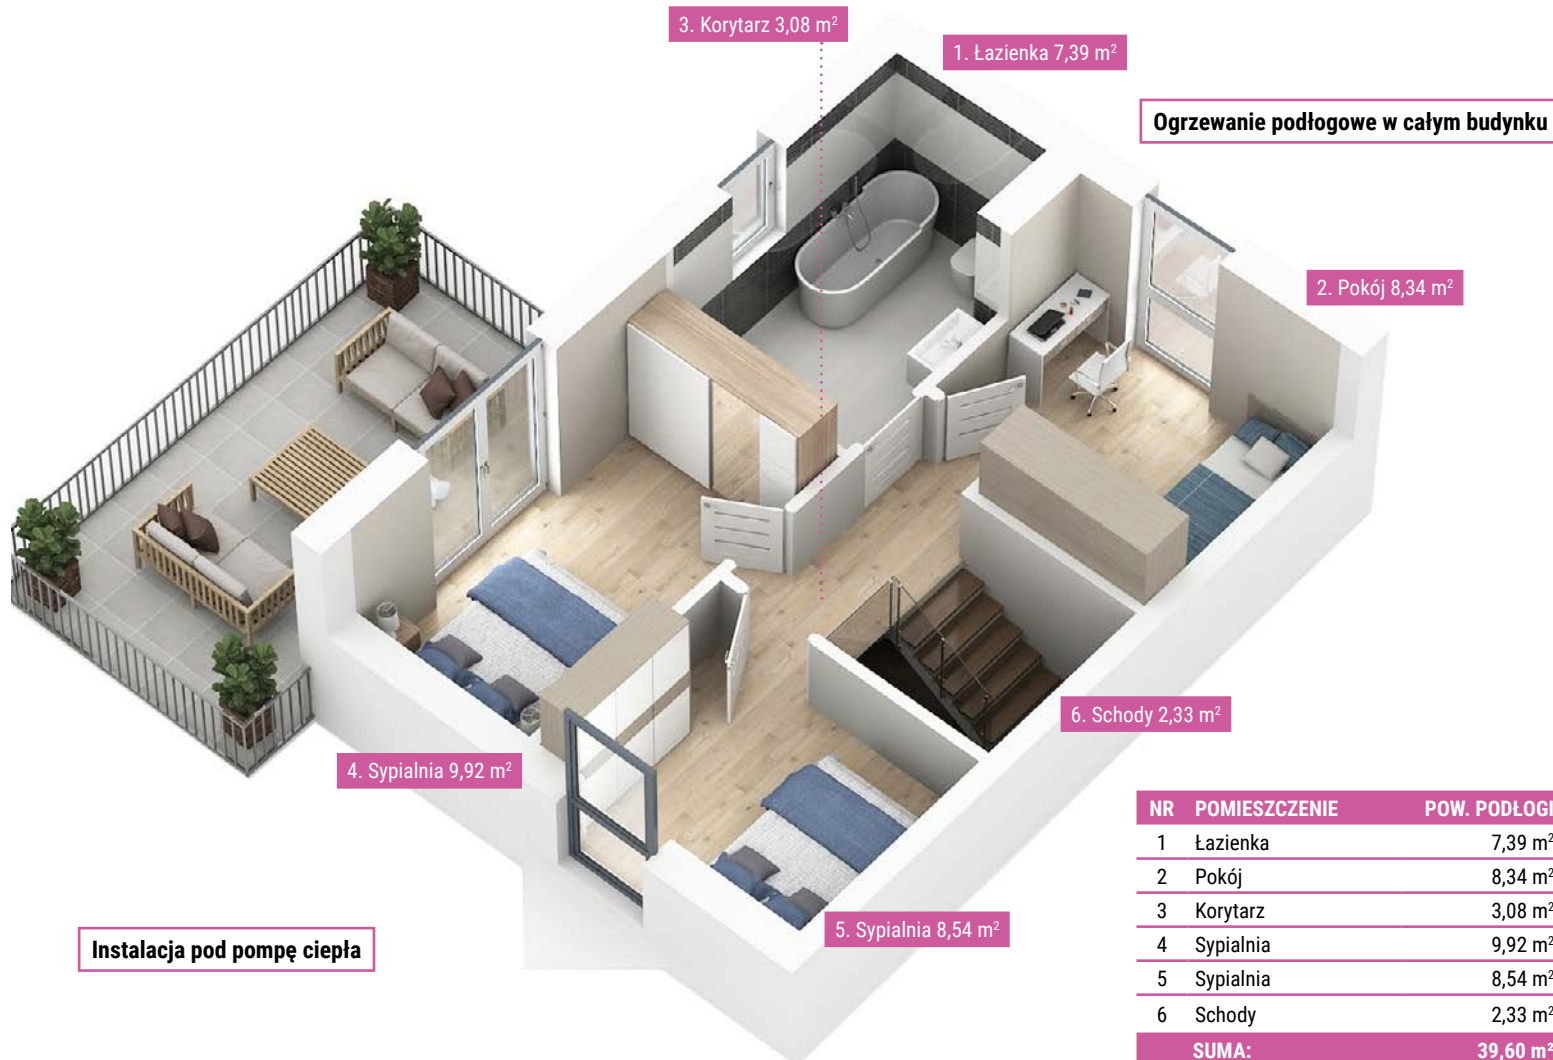 3. Korytarz 3,08 m²
1. Łazienka 7,39 m²
Ogrzewanie podłogowe w całym budynku
2. Pokój 8,34 m²
6. Schody 2,33 m²
4. Sypialnia 9,92 m²
5. Sypialnia 8,54 m²
Instalacja pod pompę ciepła
NR POMIESZCZENIE POW. PODŁOGI
1 Łazienka 7,39 m²
2 Pokój 8,34 m²
3 Korytarz 3,08 m²
4 Sypialnia 9,92 m²
5 Sypialnia 8,54 m²
6 Schody 2,33 m²
SUMA: 39,60 m²